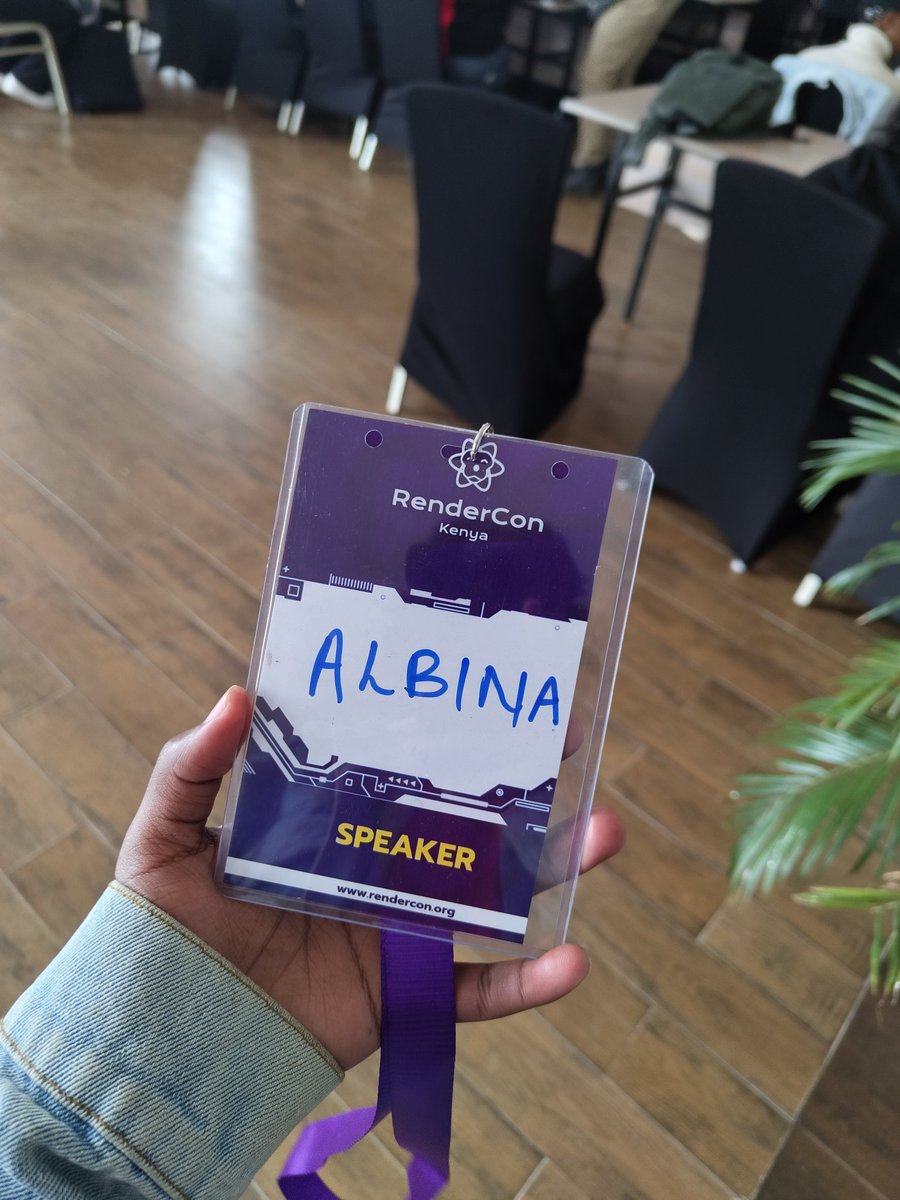 RenderCon
Kenya
ALBINA
SPEAKER
www.rendercon.org